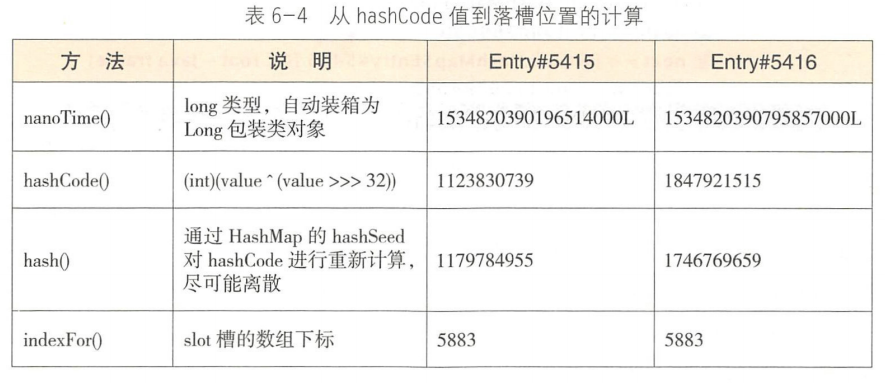 表 6-4 从 hashCode 值到落槽位置的计算
方 法 说 明 Entry#5415 Entry#5416
nanoTime() long 类型，自动装箱为 Long 包装类对象 1534820390196514000L 1534820390795857000L
hashCode() (int)(value ^ (value >>> 32)) 1123830739 1847921515
hash() 通过 HashMap 的 hashSeed 对 hashCode 进行重新计算，尽可能离散 1179784955 1746769659
indexFor() slot 槽的数组下标 5883 5883